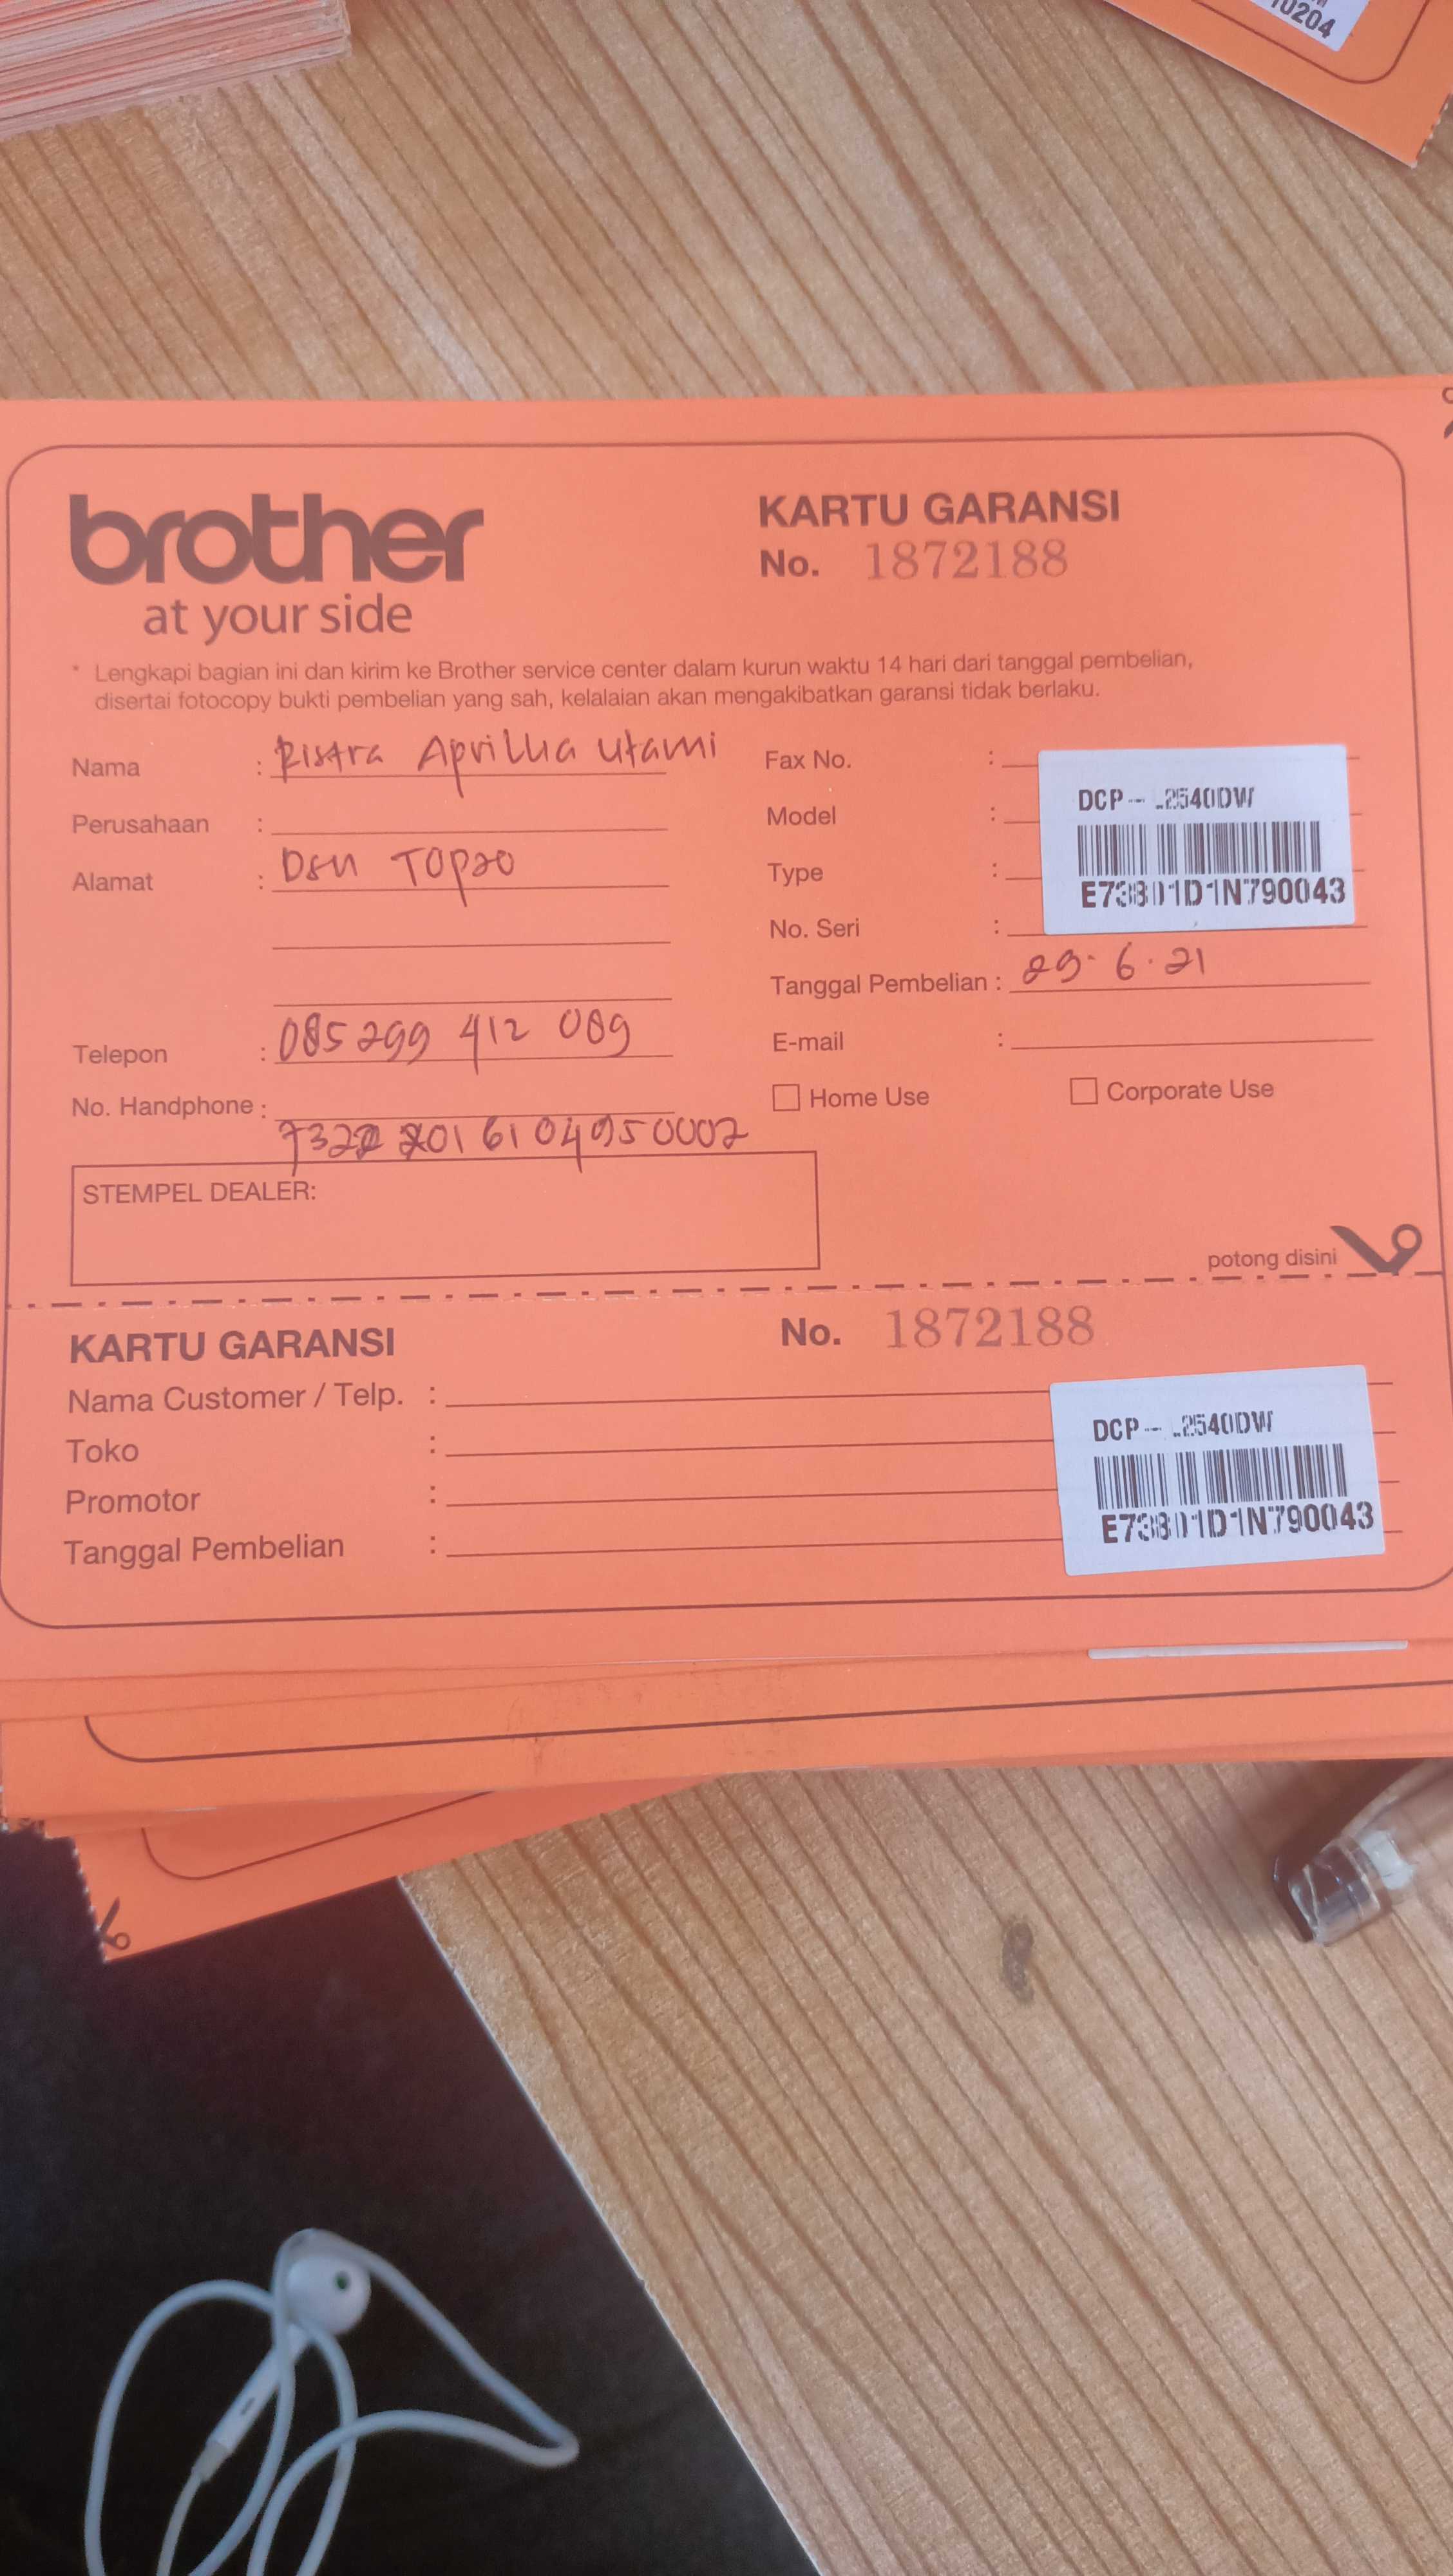 10204
brother
at your side
KARTU GARANSI
No. 1872188
* Lengkapi bagian ini dan kirim ke Brother service center dalam kurun waktu 14 hari dari tanggal pembelian,
disertai fotocopy bukti pembelian yang sah, kelalaian akan mengakibatkan garansi tidak berlaku.
Nama : Ristra Aprillia Utami
Perusahaan :
Alamat : DSN TOPAO
Telepon : 085299 412 089
No. Handphone :
Fax No. :
Model :
Type :
No. Seri :
DCP-L2540DW
E73801D1N790043
Tanggal Pembelian : 29. 6. 21
E-mail :
Home Use
Corporate Use
STEMPEL DEALER:
potong disini
KARTU GARANSI
No. 1872188
Nama Customer / Telp. :
Toko :
Promotor :
Tanggal Pembelian :
DCP-L2540DW
E73801D1N790043